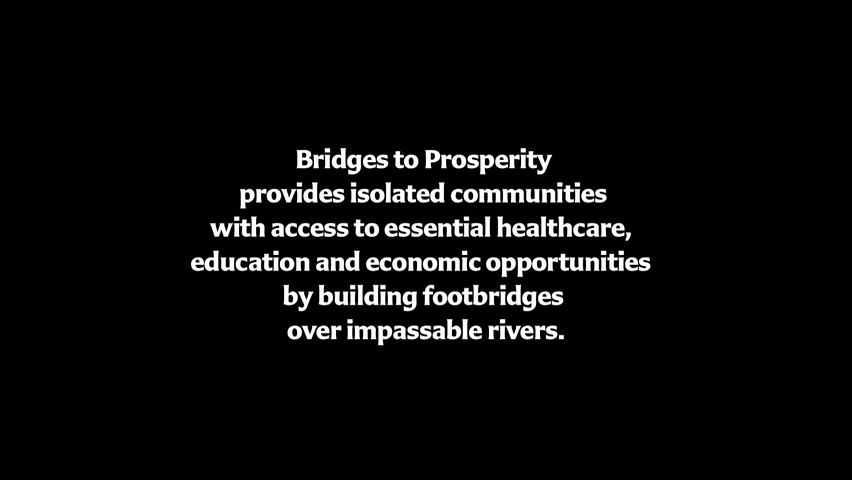 Bridges to Prosperity
provides isolated communities
with access to essential healthcare,
education and economic opportunities
by building footbridges
over impassable rivers.